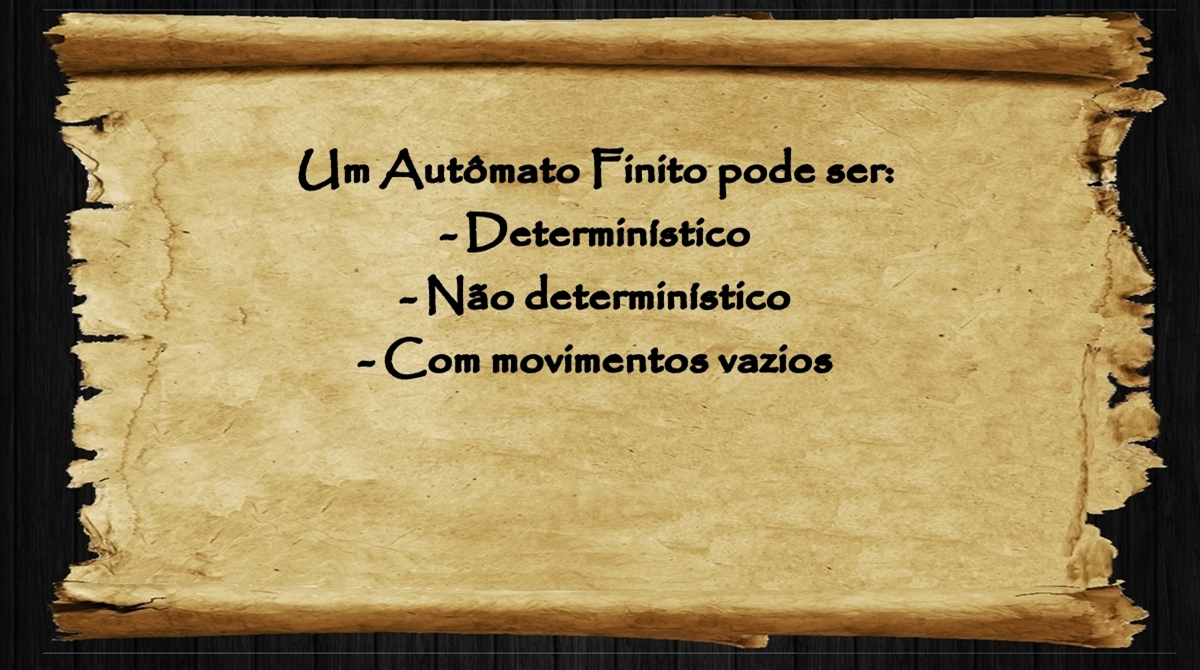 Um Autômato Finito pode ser:
- Determinístico
- Não determinístico
- Com movimentos vazios